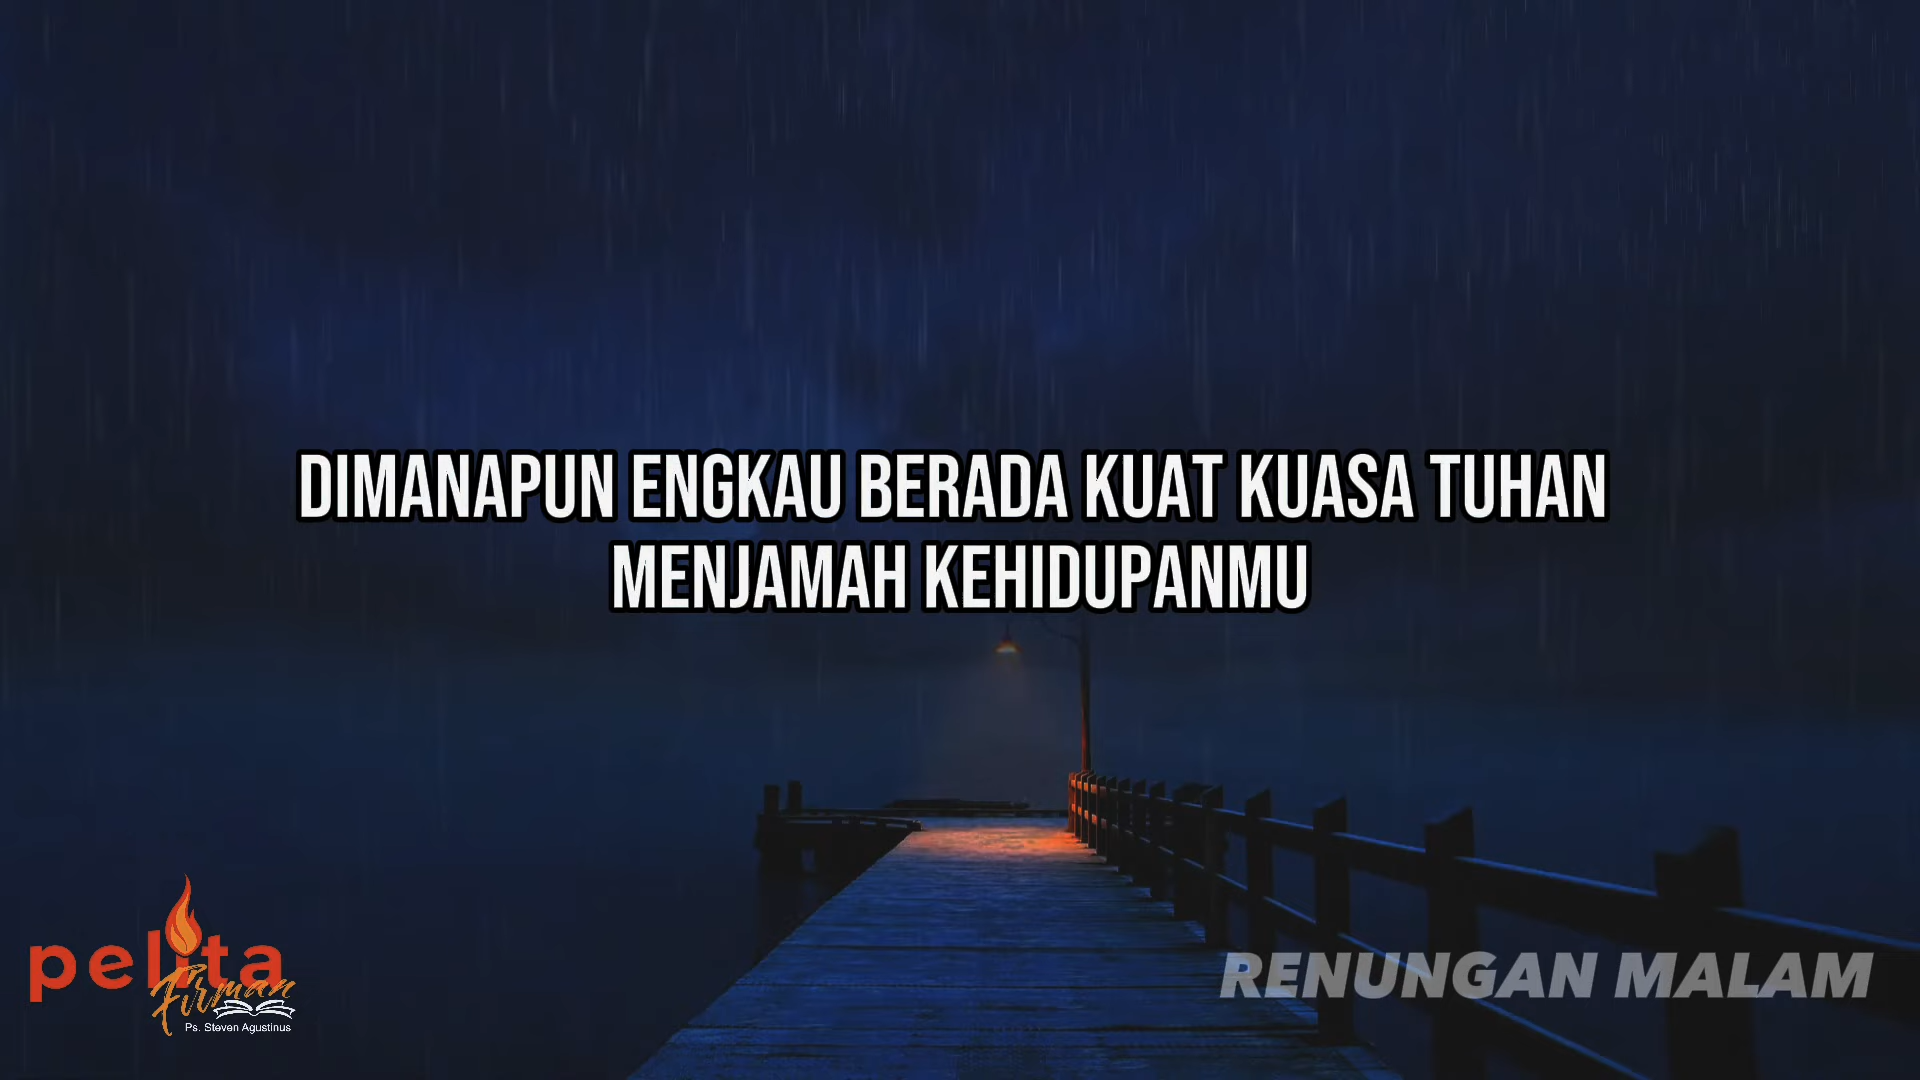 DIMANAPUN ENGKAU BERADA KUAT KUASA TUHAN
MENJAMAH KEHIDUPANMU
pelita
Firman
Ps. Steven Agustinus
RENUNGAN MALAM